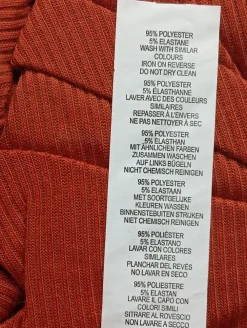 95% POLYESTER
5% ELASTANE
WASH WITH SIMILAR
COLOURS
IRON ON REVERSE
DO NOT DRY CLEAN
95% POLYESTER
5% ÉLASTHANNE
LAVER AVEC DES COULEURS
SIMILAIRES
REPASSER À L'ENVERS
NE PAS NETTOYER À SEC
95% POLYESTER
5% ELASTHAN
MIT ÄHNLICHEN FARBEN
ZUSAMMEN WASCHEN
AUF LINKS BÜGELN
NICHT CHEMISCH REINIGEN
95% POLYESTER
5% ELASTAAN
MET SOORTGELIJKE
KLEUREN WASSEN
BINNENSTEBUITEN STRIJKEN
NIET CHEMISCH REINIGEN
95% POLIÉSTER
5% ELASTANO
LAVAR CON COLORES
SIMILARES
PLANCHAR DEL REVÉS
NO LAVAR EN SECO
95% POLIESTERE
5% ELASTAN
LAVARE IL CAPO CON
COLORI SIMILI
STIRARE AL ROVESCIO
NON LAVARE A SECCO